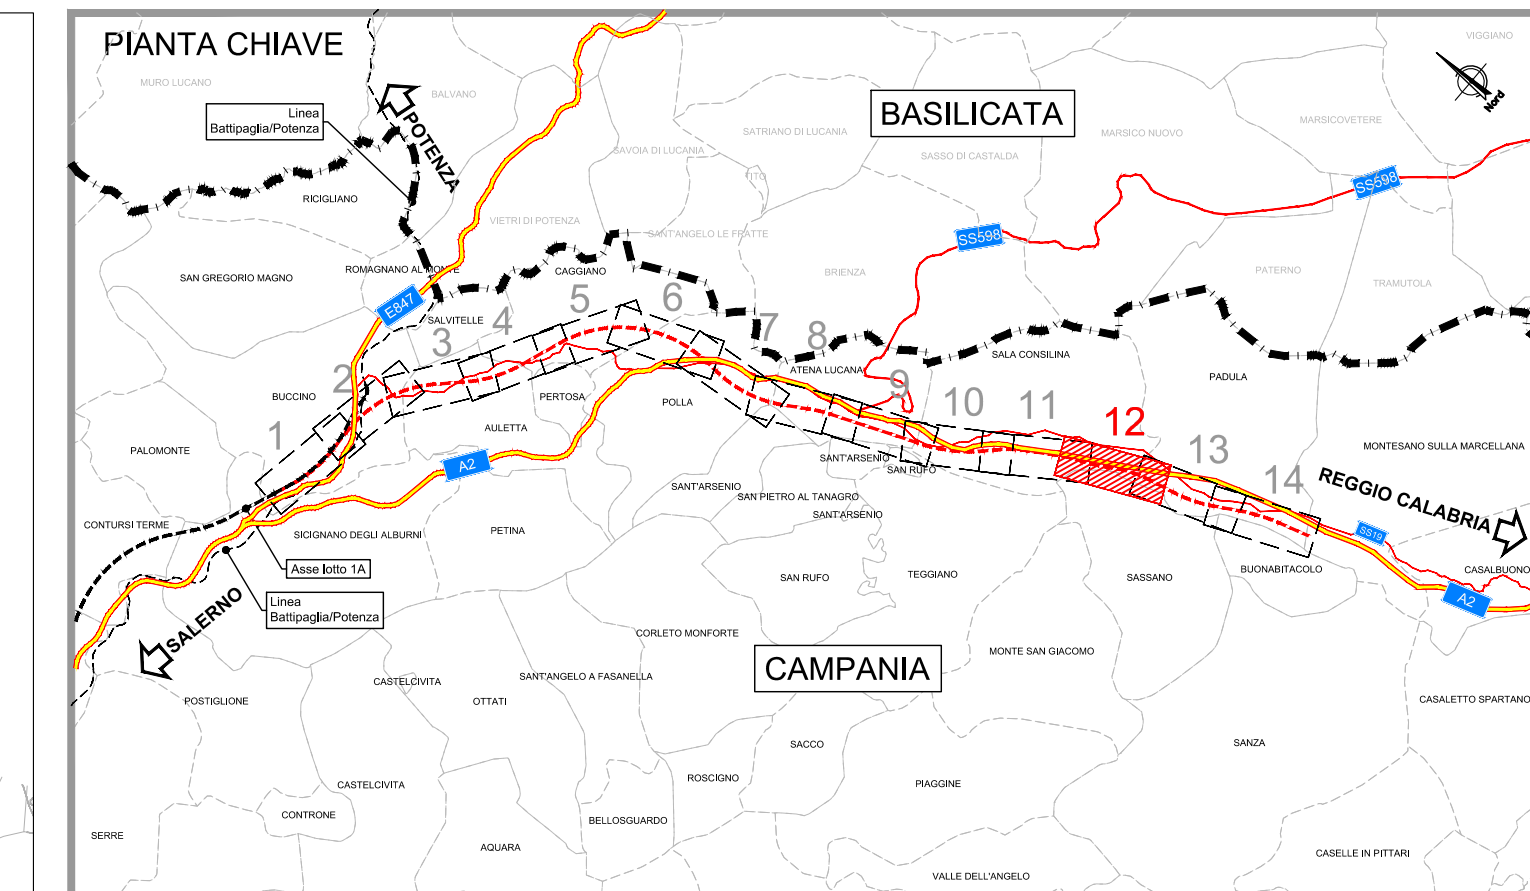 PIANTA CHIAVE
VIGGIANO
MURO LUCANO
BALVANO
Nord
Linea
Battipaglia/Potenza
POTENZA
BASILICATA
SATRIANO DI LUCANIA
MARSICO NUOVO
MARSICOVETERE
SAVOIA DI LUCANIA
SASSO DI CASTALDA
TITO
SS598
RICIGLIANO
VIETRI DI POTENZA
SANT'ANGELO LE FRATTE
SS598
SAN GREGORIO MAGNO
ROMAGNANO AL MONTE
CAGGIANO
BRIENZA
PATERNO
TRAMUTOLA
E847
SALVITELLE
1
2
3
4
5
6
7
8
9
10
11
12
13
14
SALA CONSILINA
ATENA LUCANA
PADULA
BUCCINO
PERTOSA
POLLA
AULETTA
PALOMONTE
MONTESANO SULLA MARCELLANA
A2
SANT'ARSENIO
SAN RUFO
SANT'ARSENIO
SAN PIETRO AL TANAGRO
SANT'ARSENIO
REGGIO CALABRIA
CONTURSI TERME
SICIGNANO DEGLI ALBURNI
PETINA
SS19
Asse lotto 1A
SAN RUFO
TEGGIANO
SASSANO
BUONABITACOLO
CASALBUONO
A2
Linea
Battipaglia/Potenza
SALERNO
CORLETO MONFORTE
MONTE SAN GIACOMO
CAMPANIA
CASTELCIVITA
SANT'ANGELO A FASANELLA
POSTIGLIONE
OTTATI
CASALETTO SPARTANO
SACCO
SANZA
ROSCIGNO
PIAGGINE
CASTELCIVITA
CONTRONE
BELLOSGUARDO
SERRE
AQUARA
CASELLE IN PITTARI
VALLE DELL'ANGELO